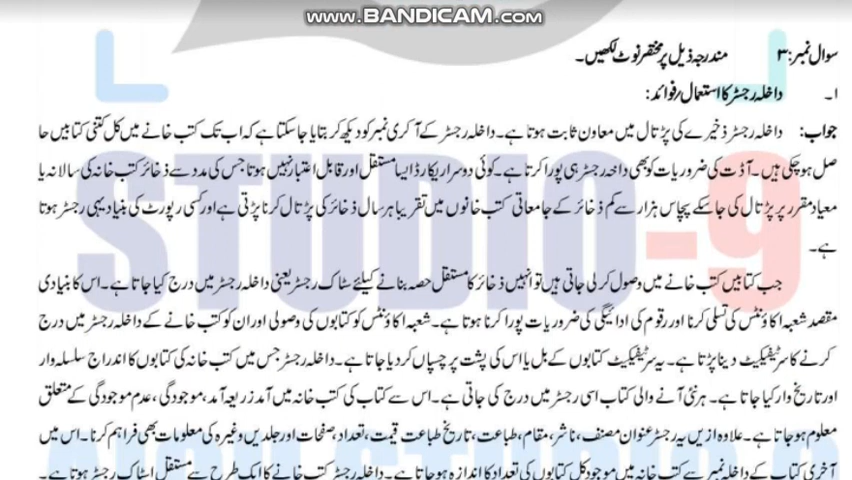 www.BANDICAM.com
سوال نمبر: ۳ مندرجہ ذیل پر مختصر نوٹ لکھیں۔
۱۔ داخلہ رجسٹر کا استعمال رفوائد:
جواب: داخلہ رجسٹر ذخیرے کی پڑتال میں معاون ثابت ہوتا ہے۔ داخلہ رجسٹر کے آکری نمبر کو دیکھ کر بتایا جا سکتا ہے کہ اب تک کتب خانے میں کل کتنی کتابیں حا
صل ہو چکی ہیں۔ آڈت کی ضروریات کو بھی داخہ رجسٹر ہی پورا کرتا ہے۔ کوئی دوسرا ریکارڈ ایسا مستقل اور قابل اعتبار نہیں ہوتا جس کی مدد سے ذخائر کتب خانہ کی سالانہ یا
معیاد مقرر پر پڑتال کی جا سکے پچاس ہزار سے کم ذخائر کے جامعاتی کتب خانوں میں تقریبا ہر سال ذخائر کی پڑتال کرنا پڑتی ہے اور کسی رپورٹ کی بنیاد یہی رجسٹر ہوتا
ہے۔
جب کتابیں کتب خانے میں وصول کر لی جاتی ہیں تو انہیں ذخائر کا مستقل حصہ بنانے کیلئے سٹاک رجسٹر یعنی داخلہ رجسٹر میں درج کیا جاتا ہے۔ اس کا بنیادی
مقصد شعبہ اکاؤنٹس کی تسلی کرنا اور رقوم کی ادائیگی کی ضروریات پورا کرنا ہوتا ہے۔ شعبہ اکاؤنٹس کو کتابوں کی وصولی اور ان کو کتب خانے کے داخلہ رجسٹر میں درج
کرنے کا سرٹیفکیٹ دینا پڑتا ہے۔ یہ سرٹیفکیٹ کتابوں کے بل یا اس کی پشت پر چسپاں کر دیا جاتا ہے۔ داخلہ رجسٹر جس میں کتب خانہ کی کتابوں کا اندراج سلسلہ وار
اور تاریخ وار کیا جاتا ہے۔ ہر نئی آنے والی کتاب اسی رجسٹر میں درج کی جاتی ہے۔ اس سے کتاب کی کتب خانہ میں آمد زریعہ آمد، موجودگی، عدم موجودگی کے متعلق
معلوم ہو جاتا ہے۔ علاوہ ازیں یہ رجسٹر عنوان مصنف، ناشر، مقام، طباعت، تاریخ طباعت قیمت، تعداد، صفحات اور جلدیں وغیرہ کی معلومات بھی فراہم کرنا۔ اس میں
آخری کتاب کے داخلہ نمبر سے کتب خانہ میں موجود کل کتابوں کی تعداد کا اندازہ ہو جاتا ہے۔ داخلہ رجسٹر کتب خانے کا ایک طرح سے مستقل اسٹاک رجسٹر ہوتا ہے۔
STUDIO-9